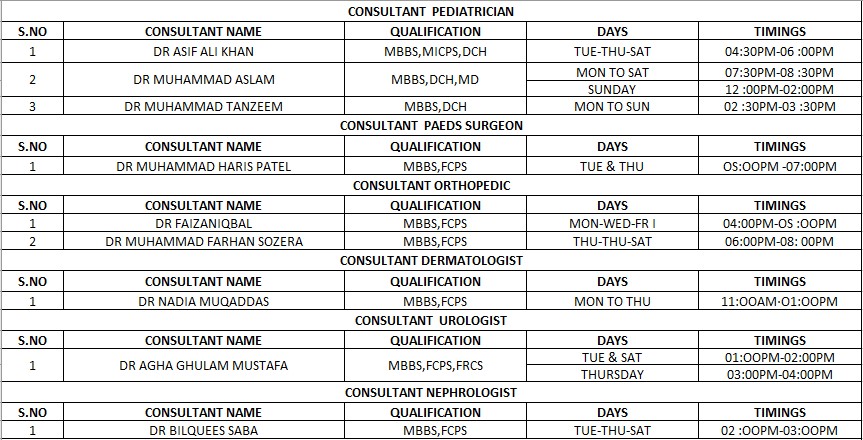 CONSULTANT PEDIATRICIAN
S.NO CONSULTANT NAME QUALIFICATION DAYS TIMINGS
1 DR ASIF ALI KHAN MBBS,MICPS,DCH TUE-THU-SAT 04:30PM-06 :00PM
2 DR MUHAMMAD ASLAM MBBS,DCH,MD MON TO SAT 07:30PM-08 :30PM
SUNDAY 12 :00PM-02:00PM
3 DR MUHAMMAD TANZEEM MBBS,DCH MON TO SUN 02 :30PM-03 :30PM
CONSULTANT PAEDS SURGEON
S.NO CONSULTANT NAME QUALIFICATION DAYS TIMINGS
1 DR MUHAMMAD HARIS PATEL MBBS,FCPS TUE & THU OS:OOPM -07:00PM
CONSULTANT ORTHOPEDIC
S.NO CONSULTANT NAME QUALIFICATION DAYS TIMINGS
1 DR FAIZANIQBAL MBBS,FCPS MON-WED-FR I 04:00PM-OS :OOPM
2 DR MUHAMMAD FARHAN SOZERA MBBS,FCPS THU-THU-SAT 06:00PM-08: 00PM
CONSULTANT DERMATOLOGIST
S.NO CONSULTANT NAME QUALIFICATION DAYS TIMINGS
1 DR NADIA MUQADDAS MBBS,FCPS MON TO THU 11:OOAM·O1:OOPM
CONSULTANT UROLOGIST
S.NO CONSULTANT NAME QUALIFICATION DAYS TIMINGS
1 DR AGHA GHULAM MUSTAFA MBBS,FCPS,FRCS TUE & SAT 01:OOPM-02:00PM
THURSDAY 03:00PM-04:00PM
CONSULTANT NEPHROLOGIST
S.NO CONSULTANT NAME QUALIFICATION DAYS TIMINGS
1 DR BILQUEES SABA MBBS,FCPS TUE-THU-SAT 02 :OOPM-03:OOPM